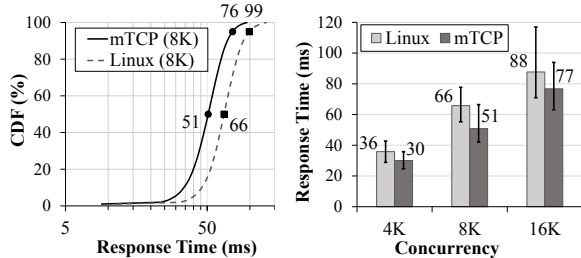 76 99
100
mTCP (8K)
Linux (8K)
80
60
51
66
40
20
0
CDF (%)
5
50
Response Time (ms)
120
Linux
mTCP
100
88
77
80
66
60
51
36
30
40
20
0
Response Time (ms)
4K
8K
16K
Concurrency